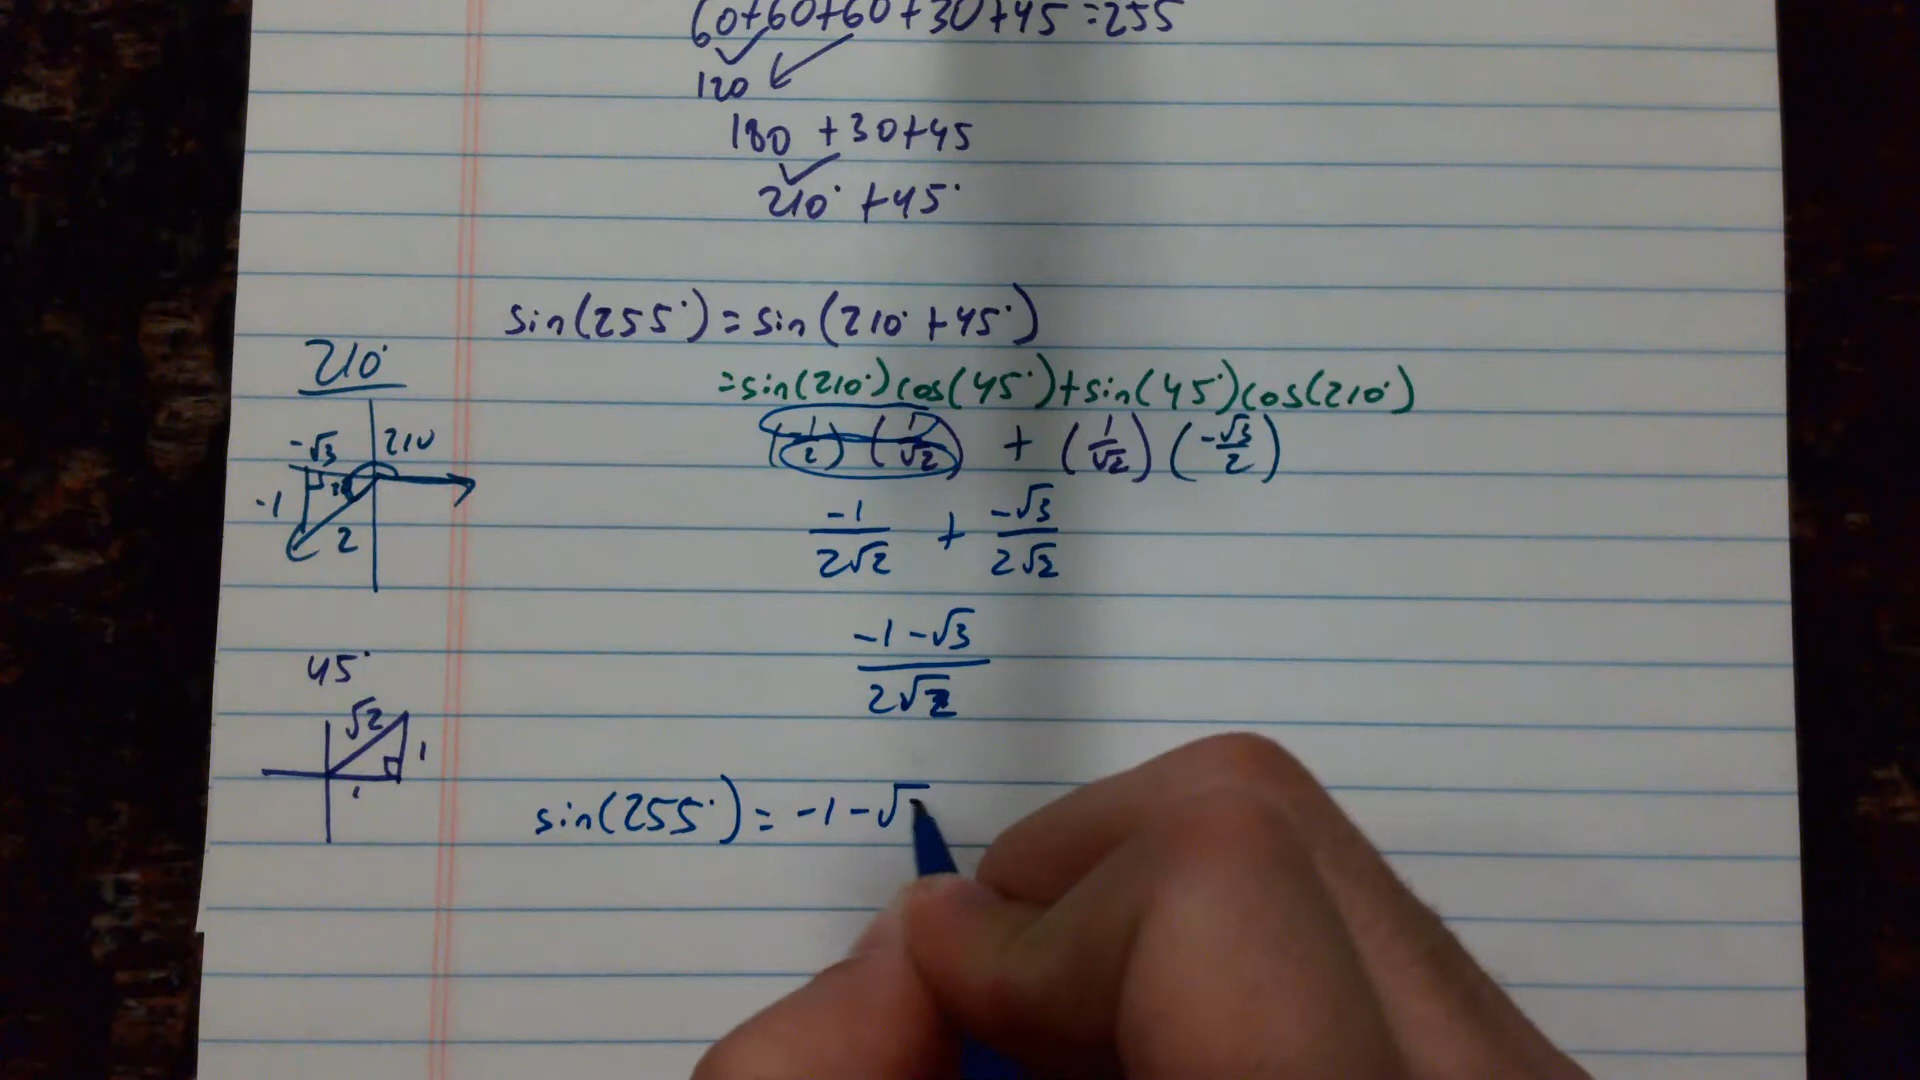 60+60+60+30+45=255
120
180 +30+45
210° +45°
sin(255°)=sin(210°+45°)
210°
=sin(210°)cos(45°)+sin(45°)cos(210°)
(-1/2)(1/√2) + (1/√2)(-√3/2)
-√3
210
-1
2
-1/2√2 + -√3/2√2
-1-√3/2√2
45°
√2
1
1
sin(255°)=-1-√